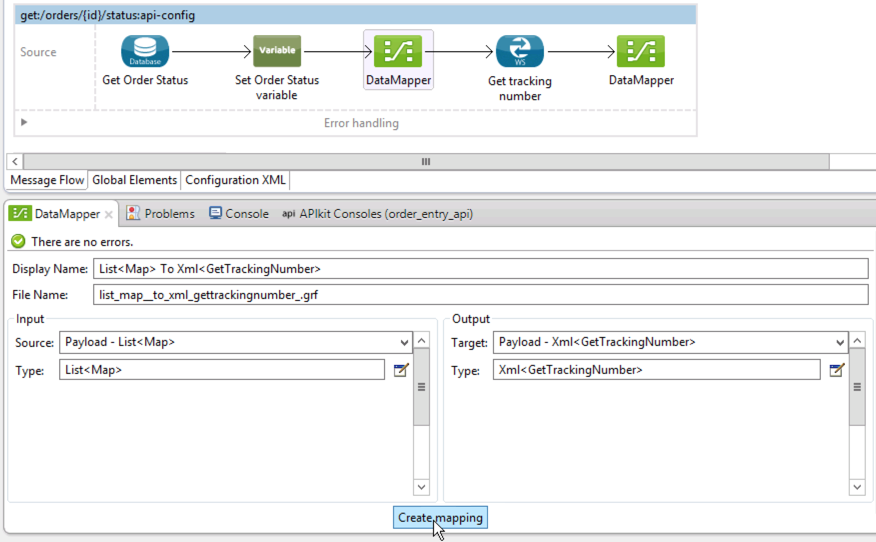 get:/orders/{id}/status:api-config
Source
Database
Variable
WS
Get Order Status
Set Order Status
variable
DataMapper
Get tracking
number
DataMapper
Error handling
Message Flow
Global Elements
Configuration XML
DataMapper
Problems
Console
api APIkit Consoles (order_entry_api)
There are no errors.
Display Name: List<Map> To Xml<GetTrackingNumber>
File Name: list_map__to_xml_gettrackingnumber_.grf
Input
Source: Payload - List<Map>
Type: List<Map>
Output
Target: Payload - Xml<GetTrackingNumber>
Type: Xml<GetTrackingNumber>
Create mapping